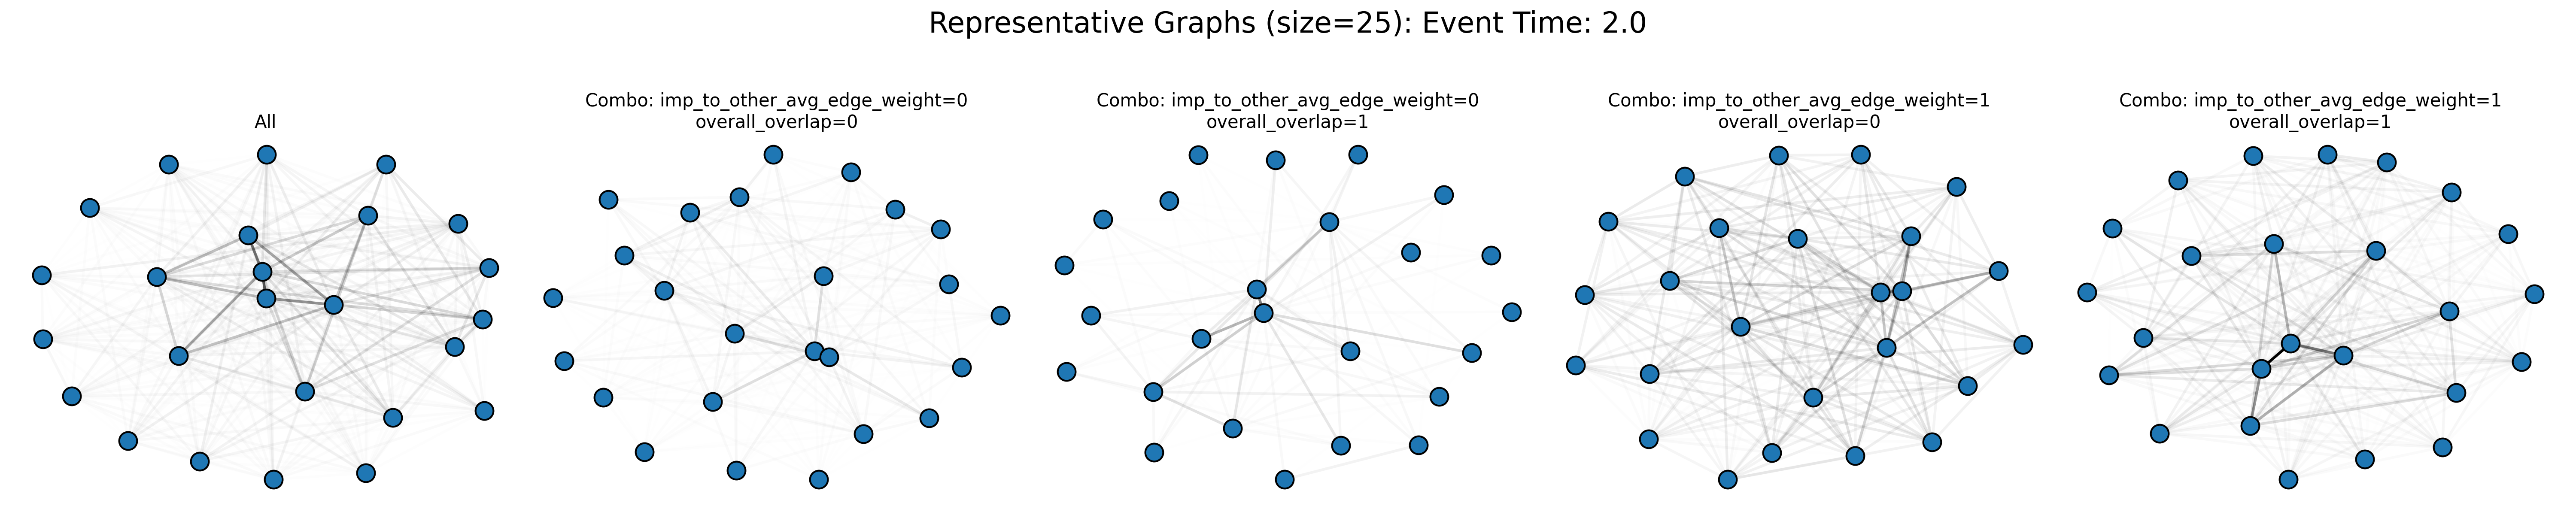 Representative Graphs (size=25): Event Time: 2.0
All
Combo: imp_to_other_avg_edge_weight=0
overall_overlap=0
Combo: imp_to_other_avg_edge_weight=0
overall_overlap=1
Combo: imp_to_other_avg_edge_weight=1
overall_overlap=0
Combo: imp_to_other_avg_edge_weight=1
overall_overlap=1